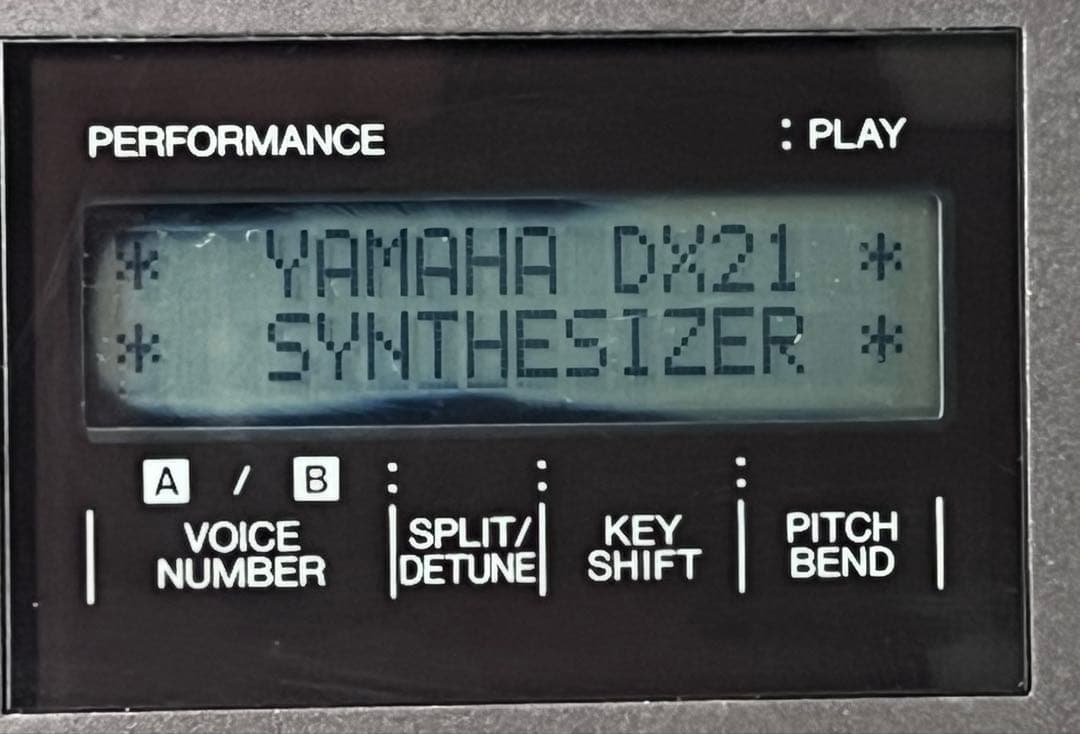 PERFORMANCE : PLAY
* YAMAHA DX21 *
* SYNTHESIZER *
A / B
VOICE NUMBER
SPLIT/ DETUNE
KEY SHIFT
PITCH BEND